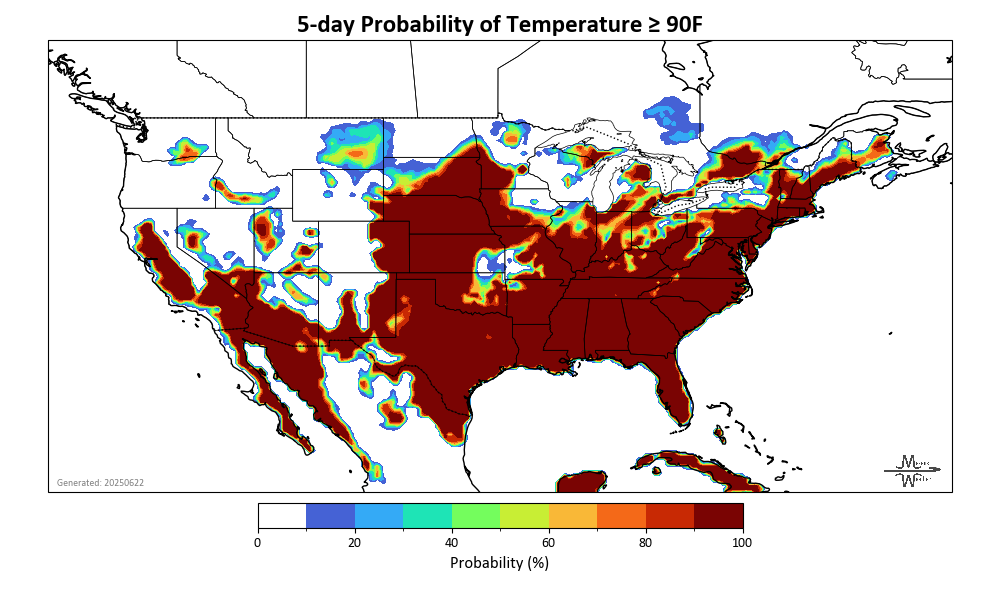 5-day Probability of Temperature ≥ 90F
Generated: 20250622
0 20 40 60 80 100
Probability (%)